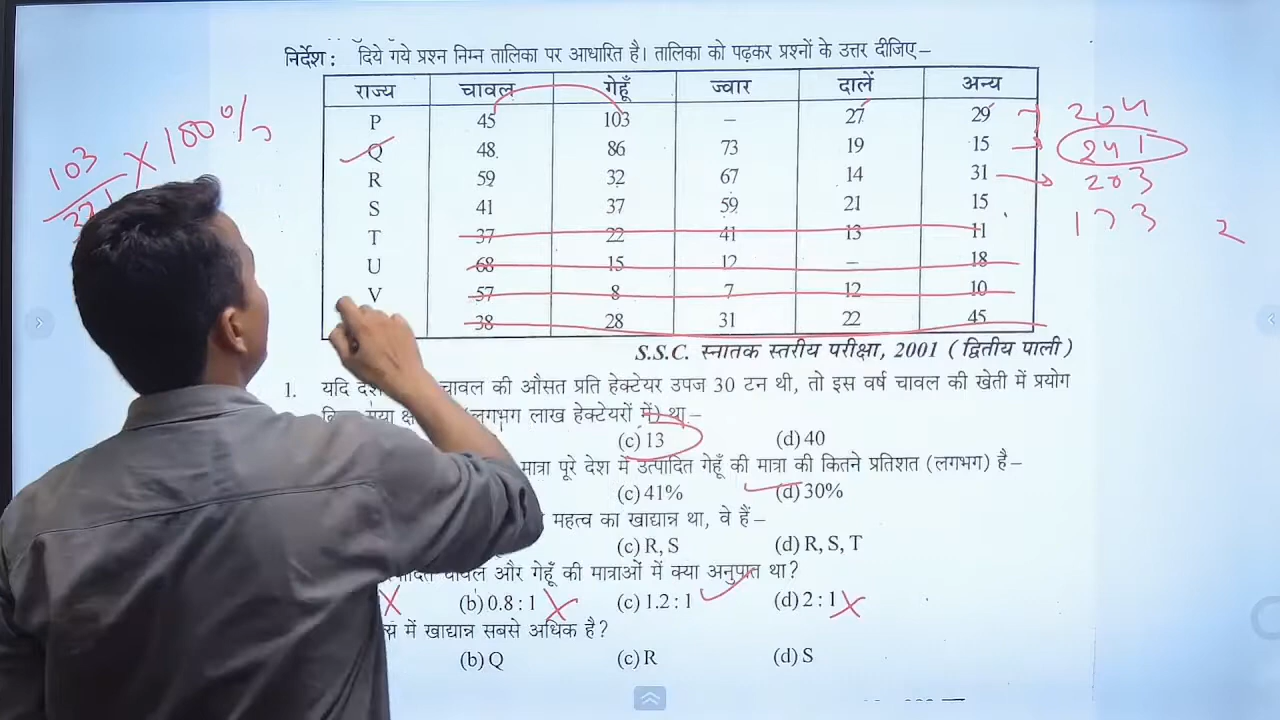 निर्देश : दिये गये प्रश्न निम्न तालिका पर आधारित है। तालिका को पढ़कर प्रश्नों के उत्तर दीजिए–
राज्य चावल गेहूँ ज्वार दालें अन्य
P 45 103 – 27 29
Q 48 86 73 19 15
R 59 32 67 14 31
S 41 37 59 21 15
T 37 22 41 13 11
U 68 15 12 – 18
V 57 8 7 12 10
38 28 31 22 45
204
241
203
173
2
103
× 100%
S.S.C. स्नातक स्तरीय परीक्षा, 2001 ( द्वितीय पाली )
1. यदि चावल की औसत प्रति हेक्टेयर उपज 30 टन थी, तो इस वर्ष चावल की खेती में प्रयोग
(लगभग लाख हेक्टेयरों में) था–
(c) 13 (d) 40
मात्रा पूरे देश में उत्पादित गेहूँ की मात्रा की कितने प्रतिशत (लगभग) है–
(c) 41% (d) 30%
महत्व का खाद्यान्न था, वे हैं–
(c) R, S (d) R, S, T
चावल और गेहूँ की मात्राओं में क्या अनुपात था?
(b) 0.8 : 1 (c) 1.2 : 1 (d) 2 : 1
में खाद्यान्न सबसे अधिक है?
(b) Q (c) R (d) S